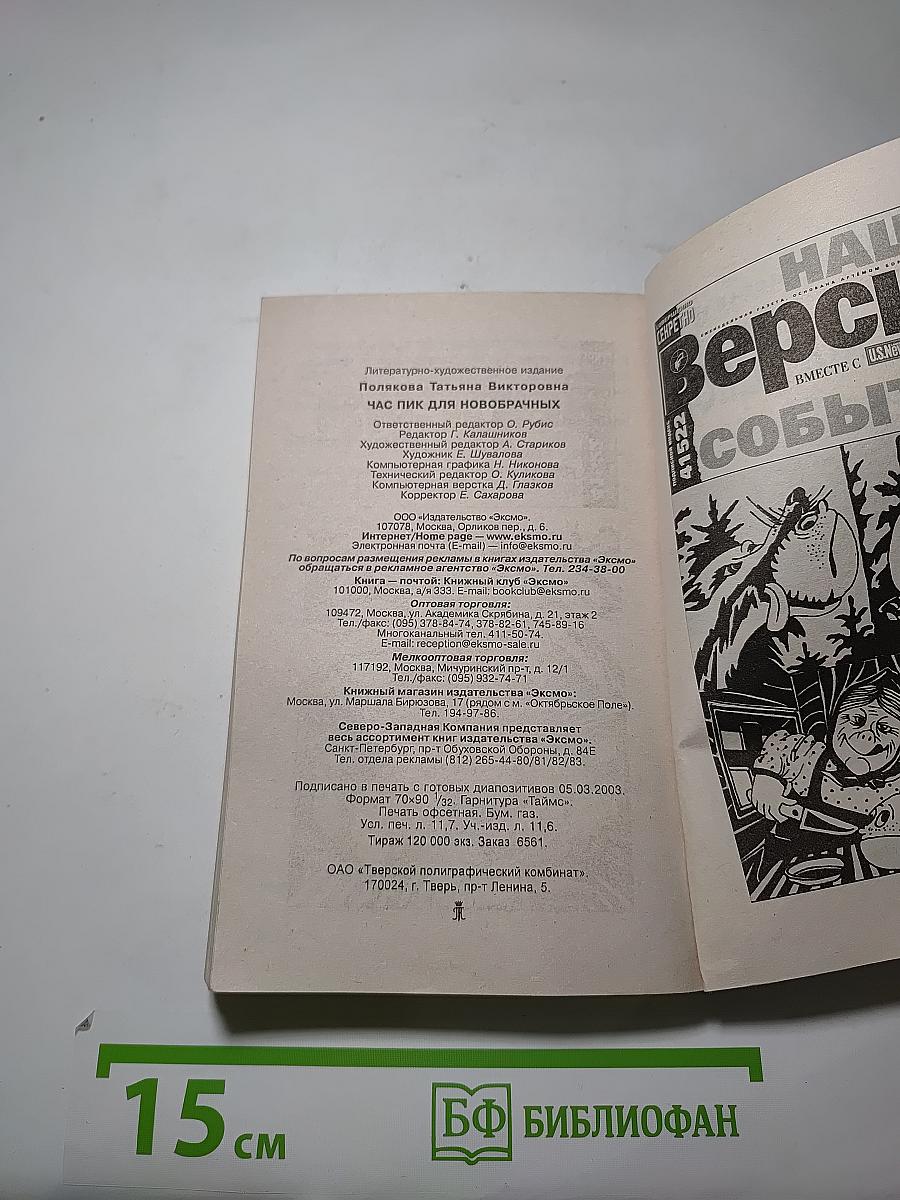 Литературно-художественное издание
Полякова Татьяна Викторовна
ЧАС ПИК ДЛЯ НОВОБРАЧНЫХ
Ответственный редактор О. Рубис
Редактор Г. Калашников
Художественный редактор А. Стариков
Художник Е. Шувалова
Компьютерная графика Н. Никонова
Технический редактор О. Куликова
Компьютерная верстка Д. Глазков
Корректор Е. Сахарова
ООО «Издательство «Эксмо».
107078, Москва, Орликов пер., д. 6.
Интернет/Home page — www.eksmo.ru
Электронная почта (E-mail) — info@eksmo.ru
По вопросам размещения рекламы в книгах издательства «Эксмо»
обращаться в рекламное агентство «Эксмо». Тел. 234-38-00
Книга — почтой: Книжный клуб «Эксмо»
101000, Москва, а/я 333. E-mail: bookclub@eksmo.ru
Оптовая торговля:
109472, Москва, ул. Академика Скрябина, д. 21, этаж 2
Тел./факс: (095) 378-84-74, 378-82-61, 745-89-16
Многоканальный тел. 411-50-74.
E-mail: reception@eksmo-sale.ru
Мелкооптовая торговля:
117192, Москва, Мичуринский пр-т, д. 12/1
Тел./факс: (095) 932-74-71
Книжный магазин издательства «Эксмо»:
Москва, ул. Маршала Бирюзова, 17 (рядом с м. «Октябрьское Поле»).
Тел. 194-97-86.
Северо-Западная Компания представляет
весь ассортимент книг издательства «Эксмо».
Санкт-Петербург, пр-т Обуховской Обороны, д. 84Е
Тел. отдела рекламы (812) 265-44-80/81/82/83.
Подписано в печать с готовых диапозитивов 05.03.2003.
Формат 70×90 1/32. Гарнитура «Таймс».
Печать офсетная. Бум. газ.
Усл. печ. л. 11,7. Уч.-изд. л. 11,6.
Тираж 120 000 экз. Заказ 6561.
ОАО «Тверской полиграфический комбинат».
170024, г. Тверь, пр-т Ленина, 5.
НАШ
СЕКРЕТНО
ЕЖЕНЕДЕЛЬНАЯ ГАЗЕТА. ОСНОВАНА АРТЁМОМ БОР
Верси
ВМЕСТЕ С U.S.New
41522
СОБЫТ
15 см
БФ БИБЛИОФАН